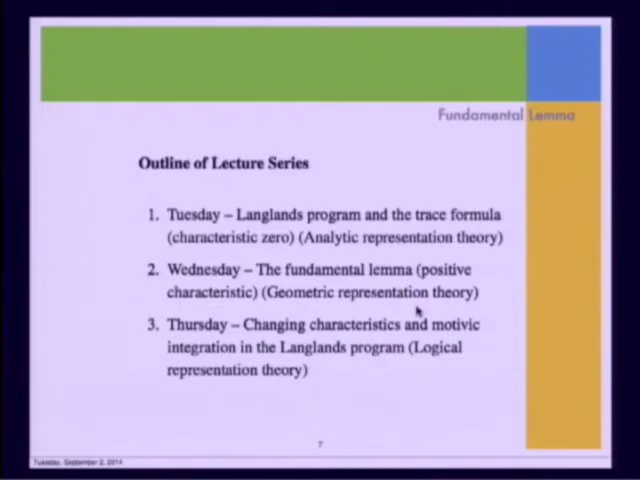 Fundamental Lemma
Outline of Lecture Series
1. Tuesday – Langlands program and the trace formula
(characteristic zero) (Analytic representation theory)
2. Wednesday – The fundamental lemma (positive
characteristic) (Geometric representation theory)
3. Thursday – Changing characteristics and motivic
integration in the Langlands program (Logical
representation theory)
7
Tuesday, September 2, 2014